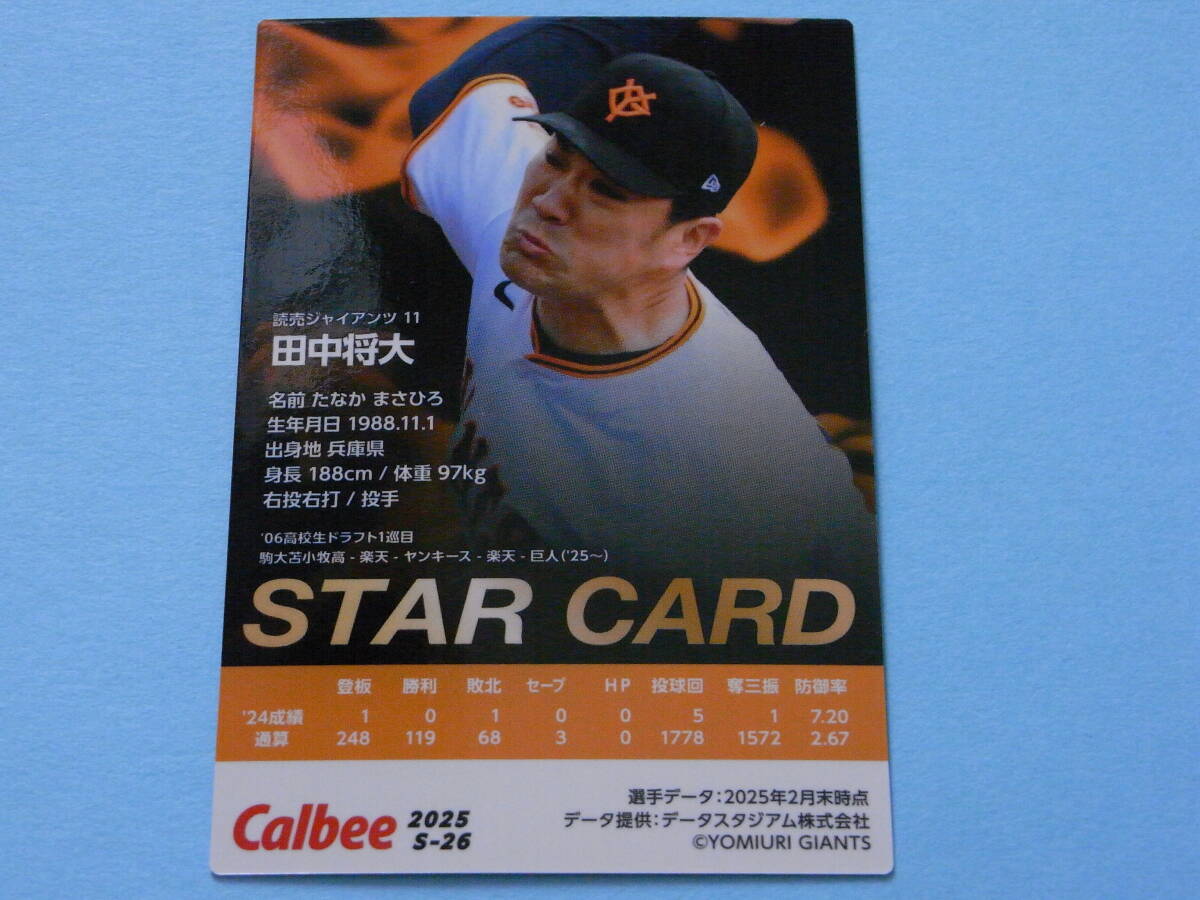 読売ジャイアンツ 11
田中将大
名前 たなか まさひろ
生年月日 1988.11.1
出身地 兵庫県
身長 188cm / 体重 97kg
右投右打 / 投手
'06高校生ドラフト1巡目
駒大苫小牧高 - 楽天 - ヤンキース - 楽天 - 巨人('25～)
STAR CARD
登板 勝利 敗北 セーブ HP 投球回 奪三振 防御率
'24成績 1 0 1 0 0 5 1 7.20
通算 248 119 68 3 0 1778 1572 2.67
Calbee 2025 S-26
選手データ：2025年2月末時点
データ提供：データスタジアム株式会社
©YOMIURI GIANTS